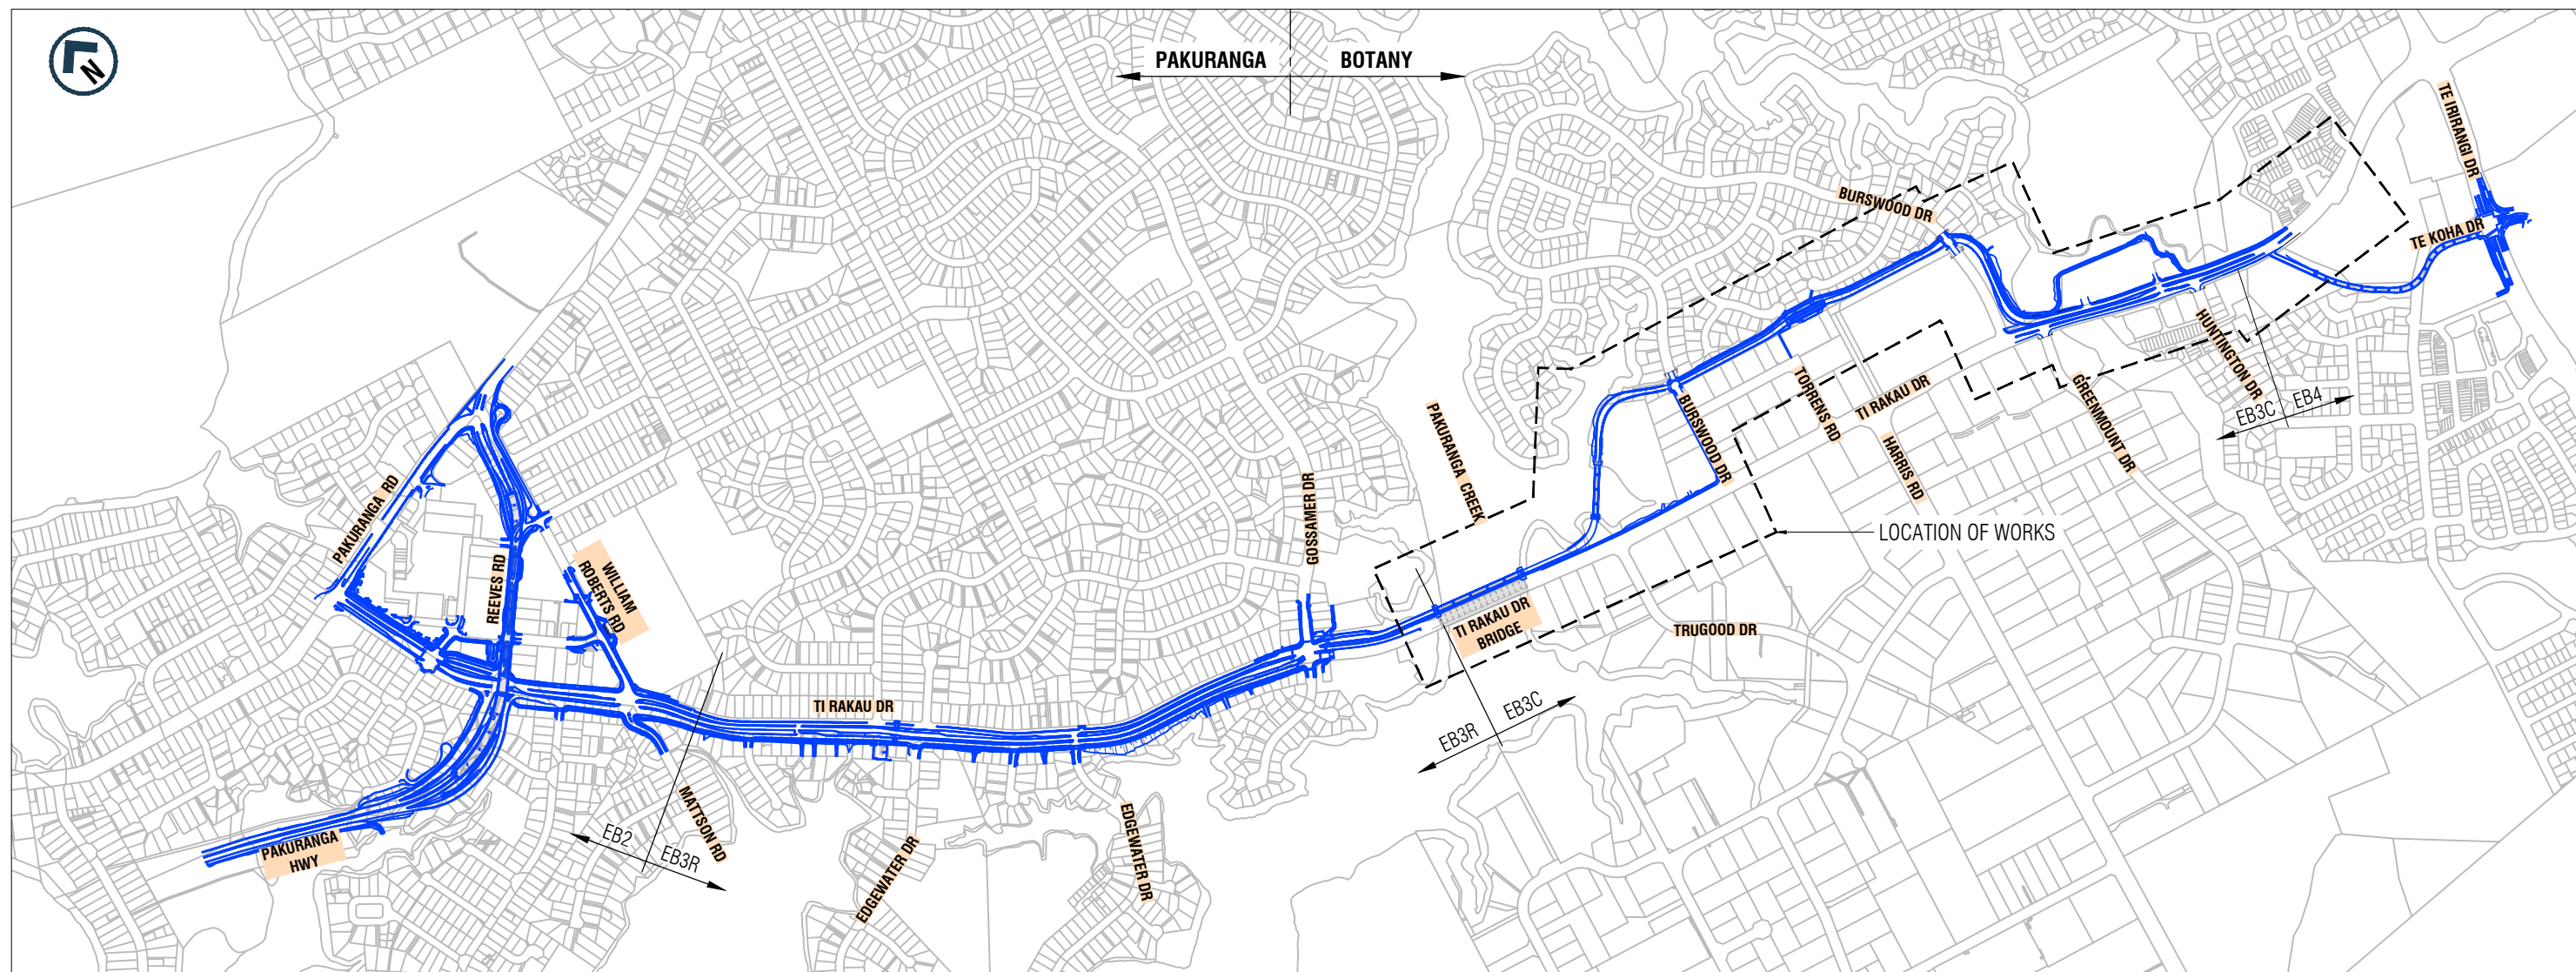 N
PAKURANGA
BOTANY
TE IRIRANGI DR
BURSWOOD DR
TE KOHA DR
HUNTINGTON DR
EB3C
EB4
GREENMOUNT DR
TORRENS RD
TI RAKAU DR
HARRIS RD
BURSWOOD DR
PAKURANGA CREEK
GOSSAMER DR
LOCATION OF WORKS
PAKURANGA RD
REEVES RD
WILLIAM
ROBERTS RD
TI RAKAU DR
BRIDGE
TRUGOOD DR
TI RAKAU DR
EB3R
EB3C
MATTSON RD
EB2
EB3R
PAKURANGA
HWY
EDGEWATER DR
EDGEWATER DR